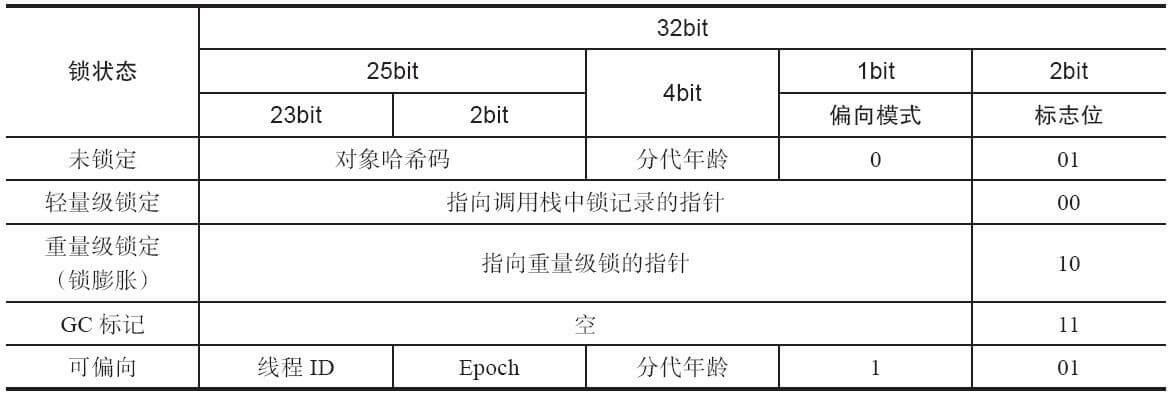 锁状态
32bit
25bit
4bit
1bit
2bit
23bit
2bit
偏向模式
标志位
未锁定
对象哈希码
分代年龄
0
01
轻量级锁定
指向调用栈中锁记录的指针
00
重量级锁定
（锁膨胀）
指向重量级锁的指针
10
GC 标记
空
11
可偏向
线程 ID
Epoch
分代年龄
1
01